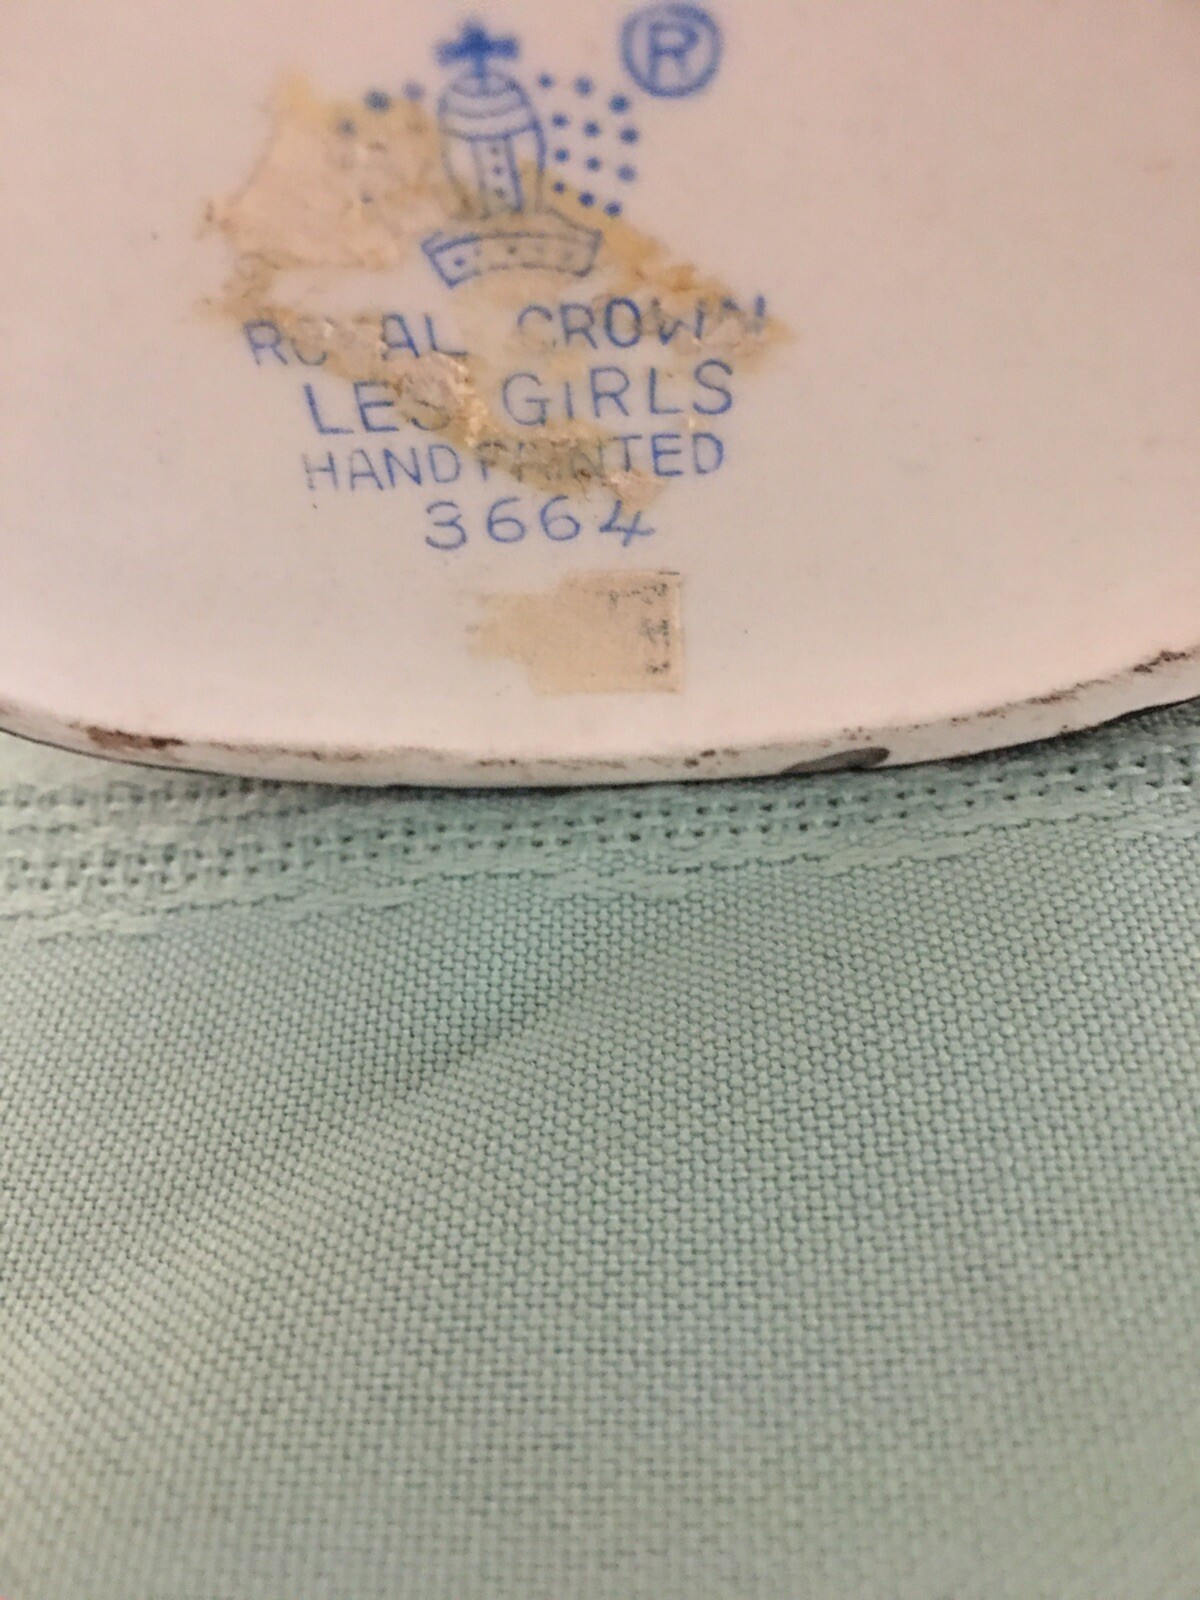 ®
ROYAL CROWN
LES GIRLS
HAND PAINTED
3664